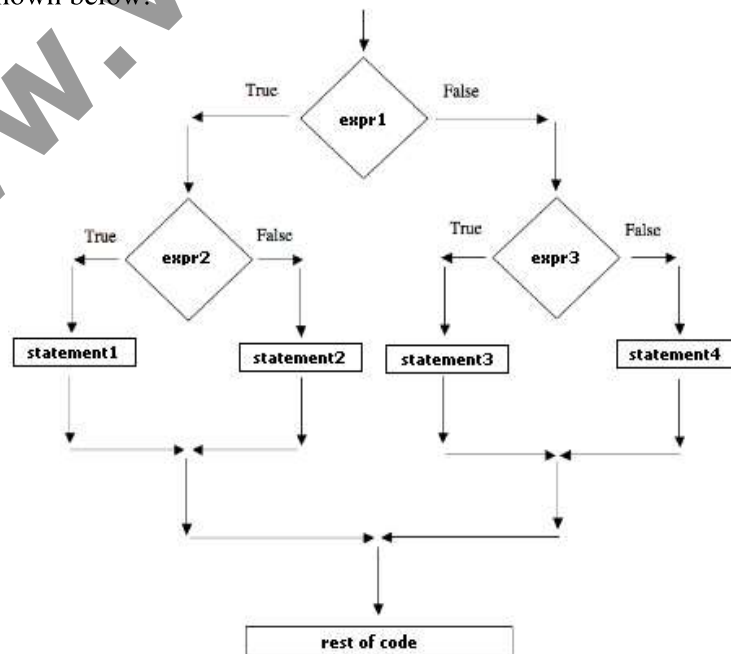 shown below:
True
False
expr1
True
False
True
False
expr2
expr3
statement1
statement2
statement3
statement4
rest of code